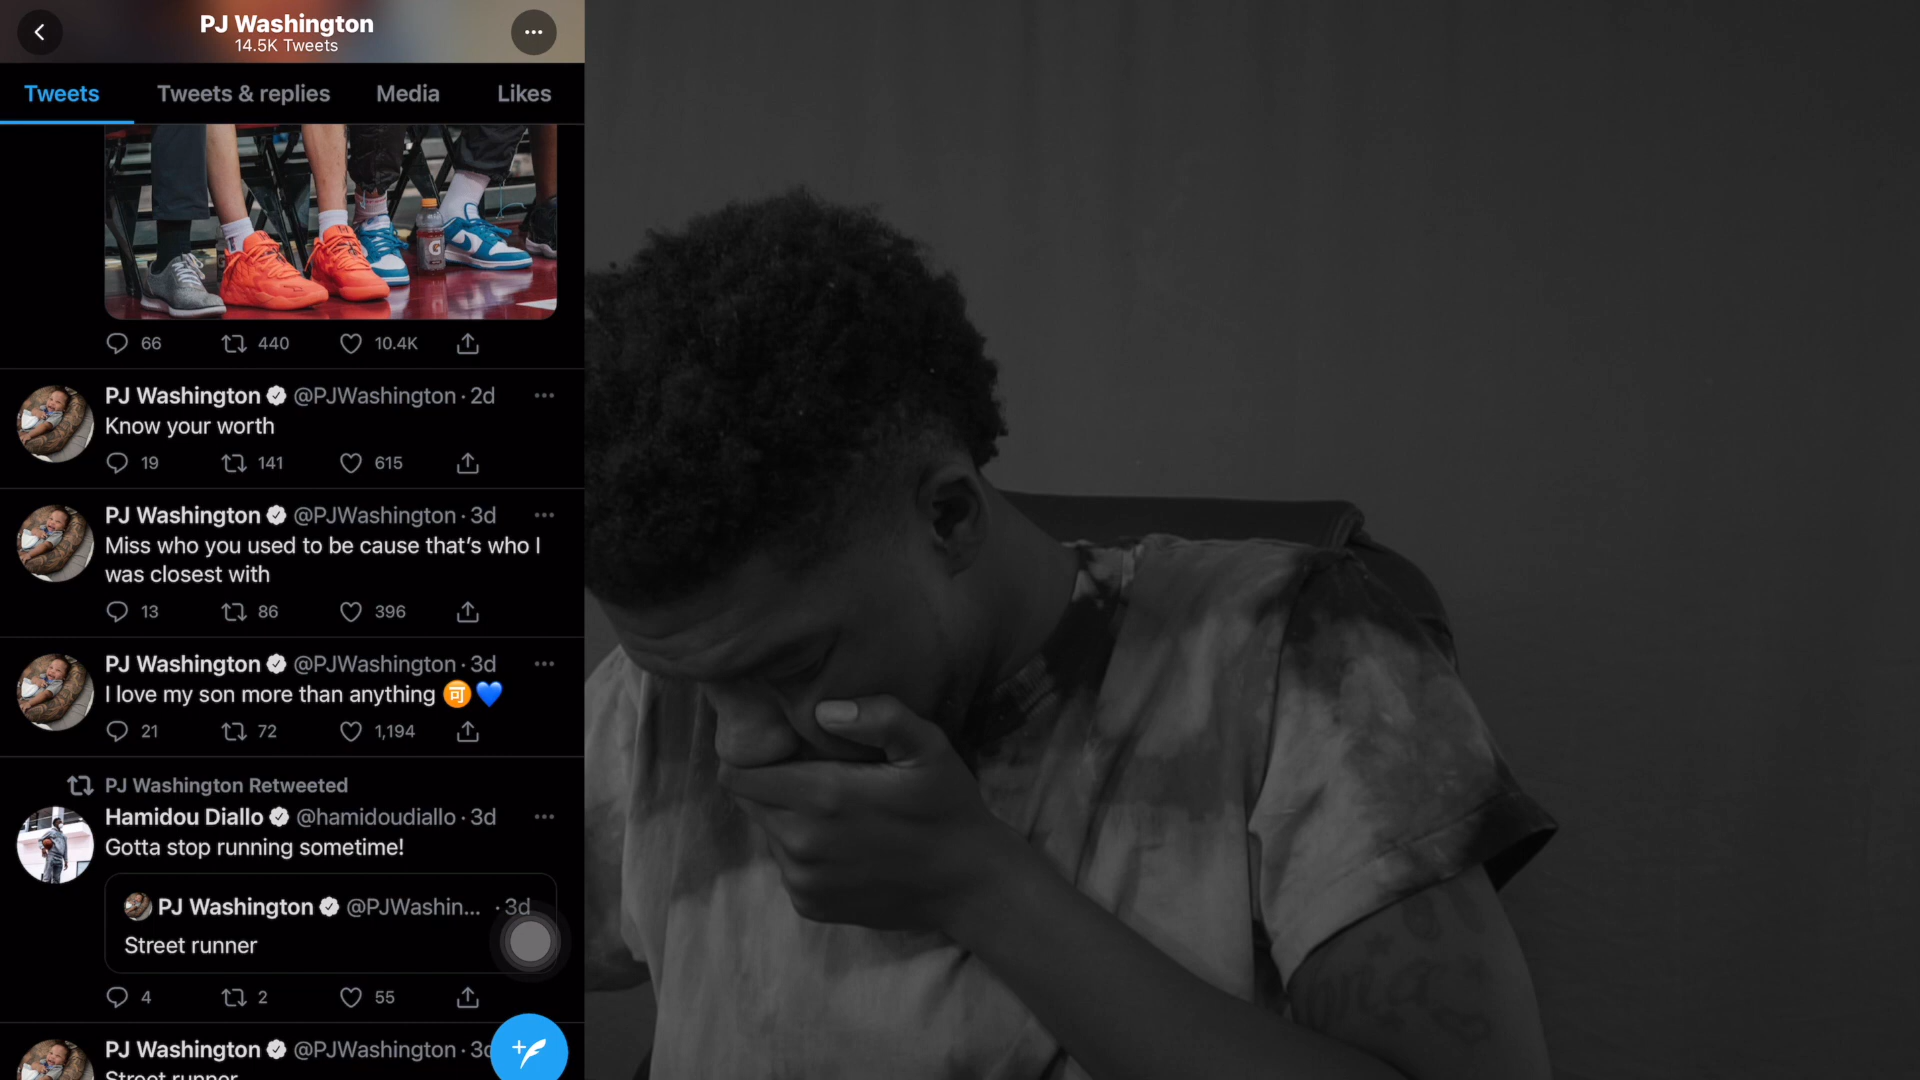 PJ Washington
14.5K Tweets
Tweets Tweets & replies Media Likes
G
66 440 10.4K
PJ Washington @PJWashington · 2d
Know your worth
19 141 615
PJ Washington @PJWashington · 3d
Miss who you used to be cause that’s who I
was closest with
13 86 396
PJ Washington @PJWashington · 3d
I love my son more than anything 🉑💙
21 72 1,194
PJ Washington Retweeted
Hamidou Diallo @hamidoudiallo · 3d
Gotta stop running sometime!
PJ Washington @PJWashin... · 3d
Street runner
4 2 55
PJ Washington @PJWashington · 3d
Street runner